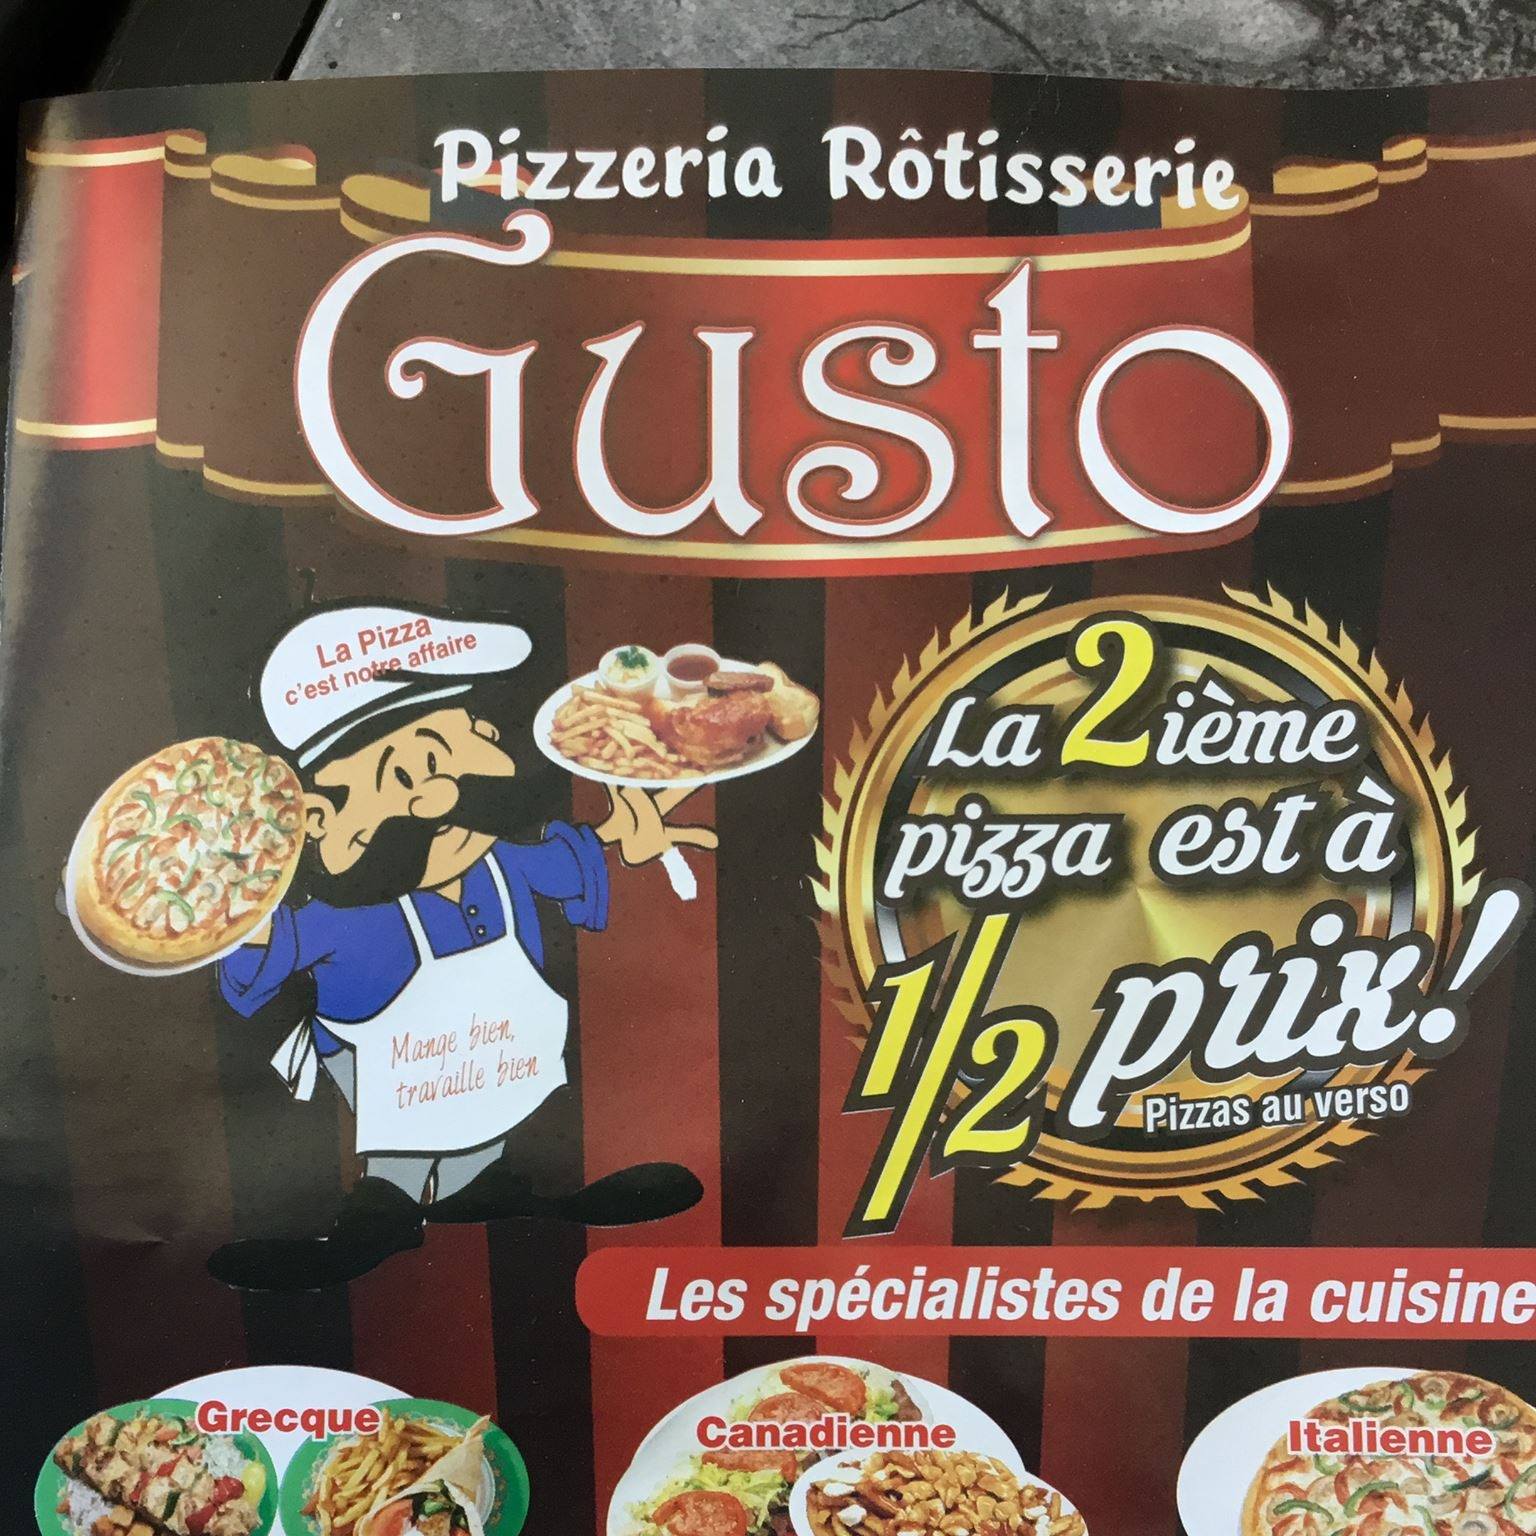 Pizzeria Rôtisserie
Gusto
La Pizza
c'est notre affaire
Mange bien,
travaille bien
La 2ième
pizza est à
1/2 prix!
Pizzas au verso
Les spécialistes de la cuisine
Grecque
Canadienne
Italienne